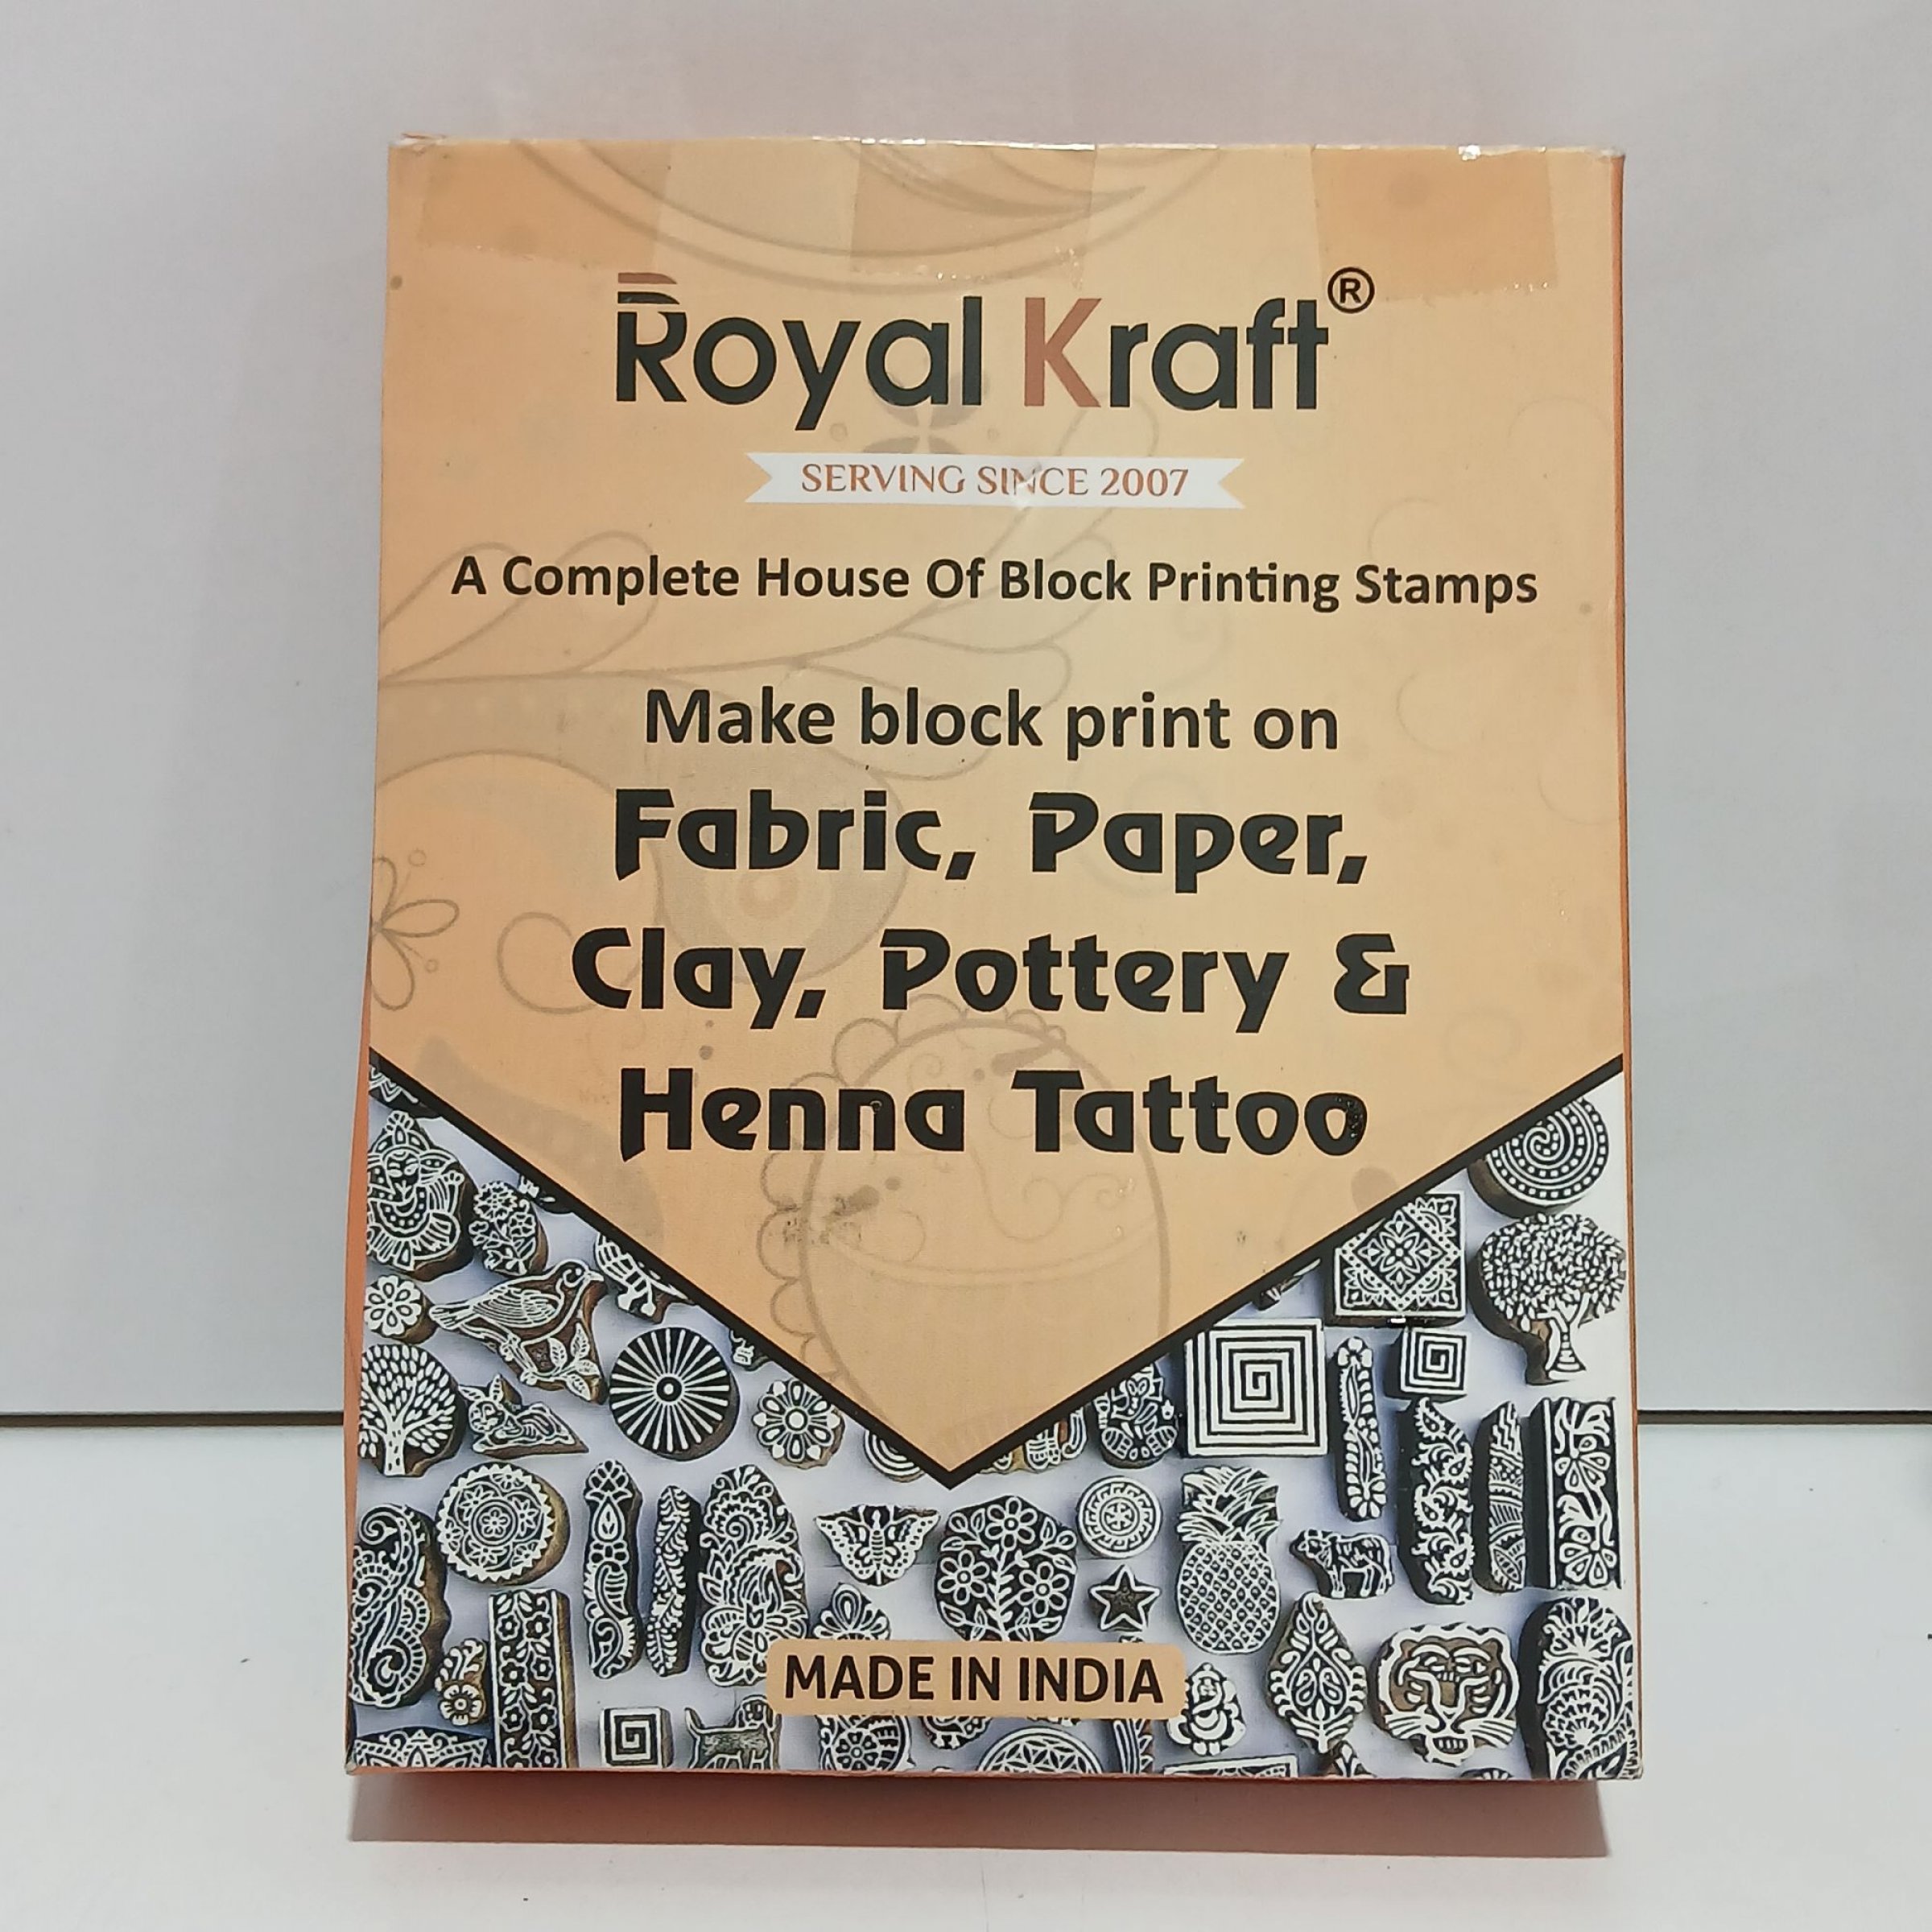 Royal Kraft®
SERVING SINCE 2007
A Complete House Of Block Printing Stamps
Make block print on
Fabric, Paper,
Clay, Pottery &
Henna Tattoo
MADE IN INDIA